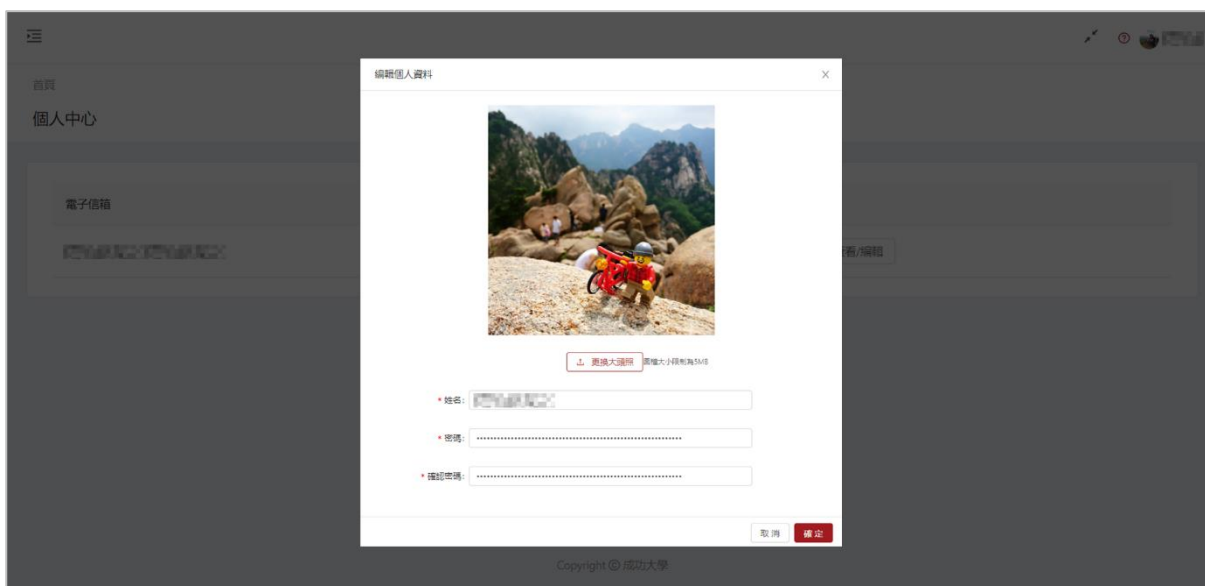 首頁
個人中心
編輯個人資料
電子信箱
看/編輯
更換大頭照 圖檔大小限制為5MB
* 姓名:
* 密碼:
* 確認密碼:
取消 確定
Copyright © 成功大學